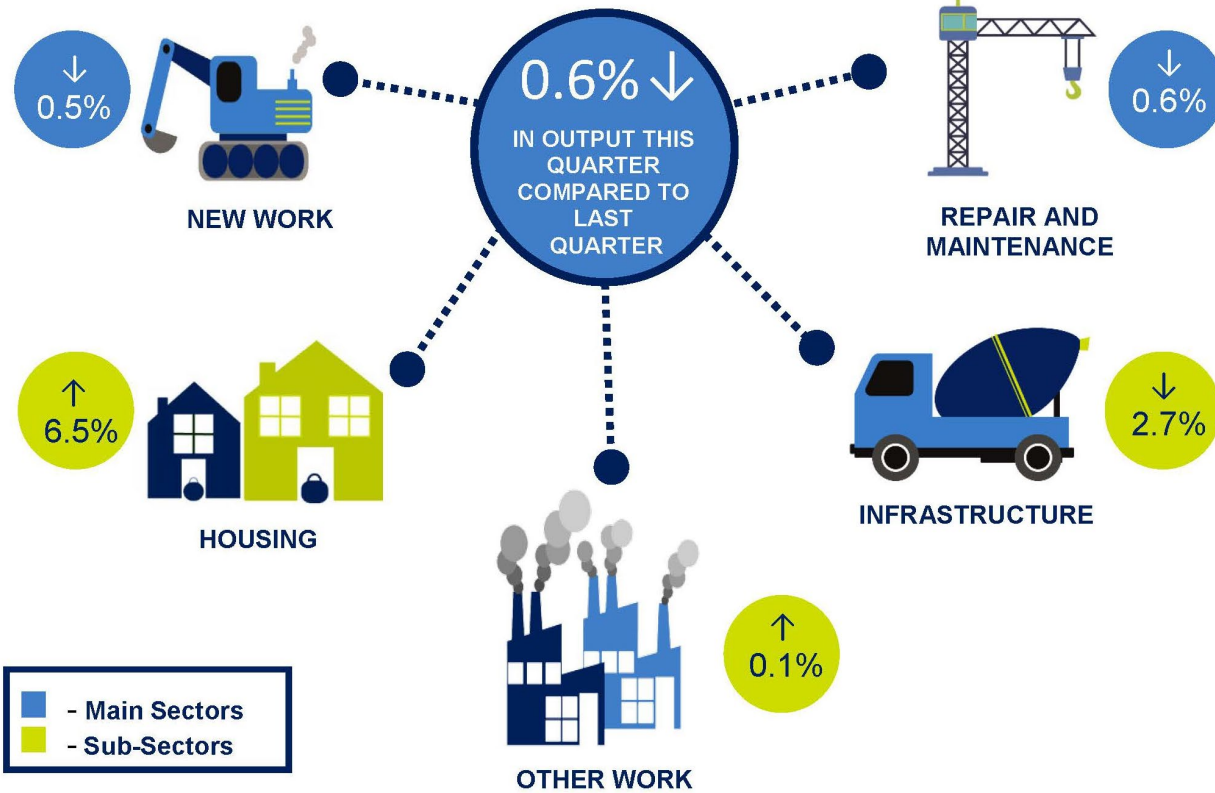 ↓
0.5%
NEW WORK
0.6% ↓
IN OUTPUT THIS
QUARTER
COMPARED TO
LAST
QUARTER
↓
0.6%
REPAIR AND
MAINTENANCE
↑
6.5%
HOUSING
↓
2.7%
INFRASTRUCTURE
↑
0.1%
OTHER WORK
- Main Sectors
- Sub-Sectors